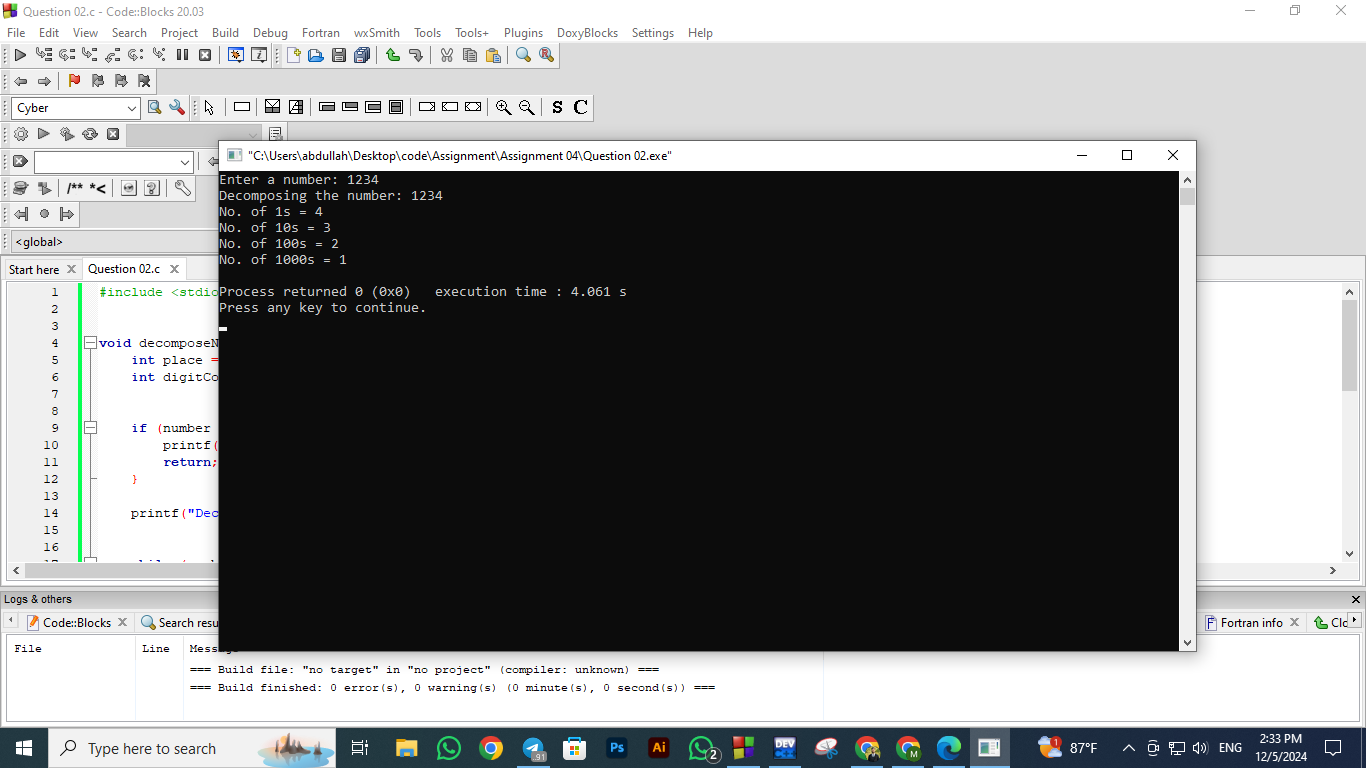 Question 02.c - Code::Blocks 20.03
File Edit View Search Project Build Debug Fortran wxSmith Tools Tools+ Plugins DoxyBlocks Settings Help
Cyber
S C
"C:\Users\abdullah\Desktop\code\Assignment\Assignment 04\Question 02.exe"
/** *<
<global>
Start here Question 02.c
Enter a number: 1234
Decomposing the number: 1234
No. of 1s = 4
No. of 10s = 3
No. of 100s = 2
No. of 1000s = 1
Process returned 0 (0x0) execution time : 4.061 s
Press any key to continue.
1 #include <stdio
2
3
4 void decomposeN
5 int place =
6 int digitCo
7
8
9 if (number
10 printf(
11 return;
12 }
13
14 printf("Dec
15
16
Logs & others
Code::Blocks Search resu Fortran info Clo
File Line Messag
=== Build file: "no target" in "no project" (compiler: unknown) ===
=== Build finished: 0 error(s), 0 warning(s) (0 minute(s), 0 second(s)) ===
Type here to search 91 Ps Ai 2 DEV M 1 87°F ENG 2:33 PM
12/5/2024